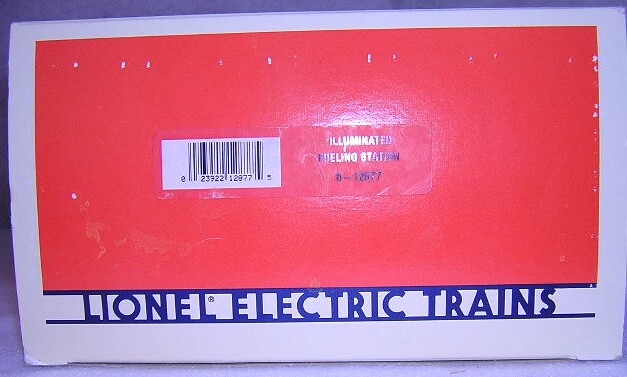 ILLUMINATED
FUELING STATION
6-12877
0 23922 12877 5
LIONEL® ELECTRIC TRAINS